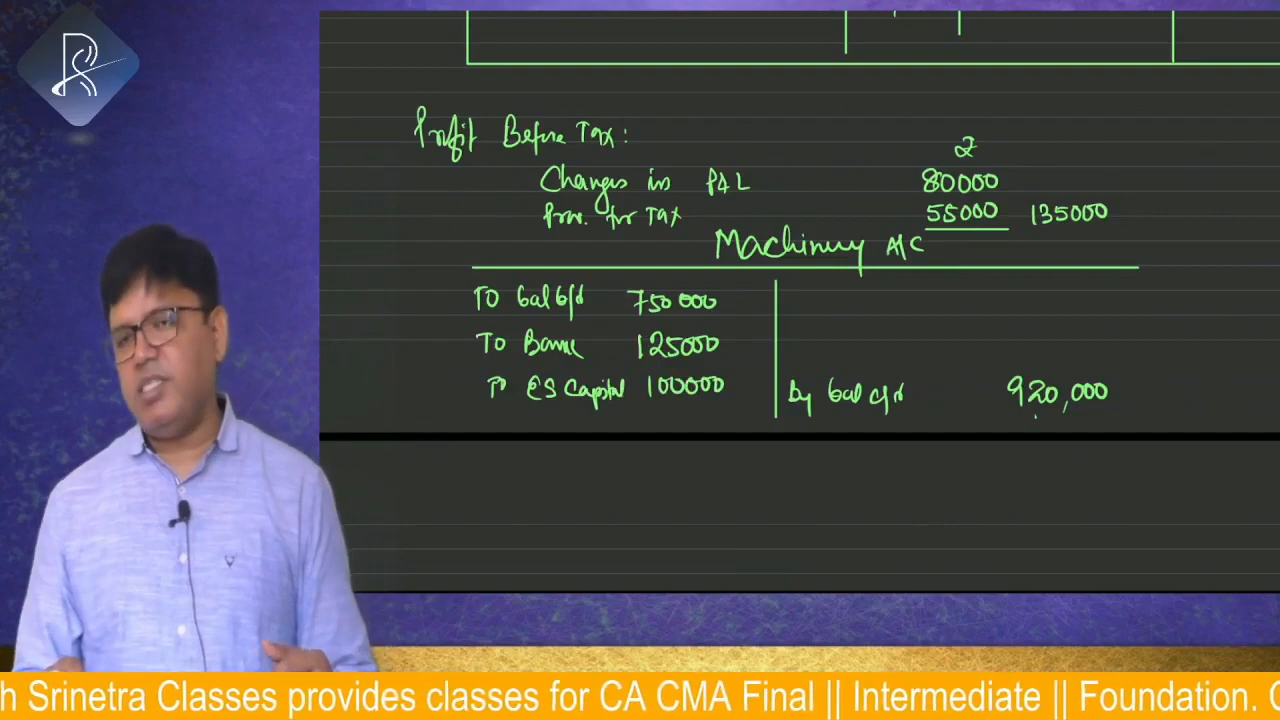 Profit Before Tax:
₹
Changes in P&L 80000
Prov. for Tax 55000 135000
Machinery A/C
To bal b/d 750000
To Bank 125000
To ES Capital 100000 By bal c/d 920,000
h Srinetra Classes provides classes for CA CMA Final || Intermediate || Foundation. C